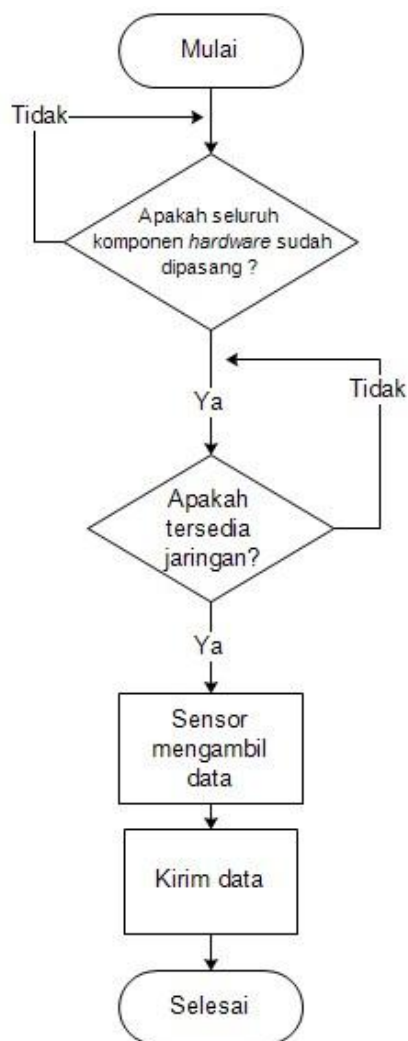 Mulai
Tidak
Apakah seluruh
komponen hardware sudah
dipasang ?
Ya
Tidak
Apakah
tersedia
jaringan?
Ya
Sensor
mengambil
data
Kirim data
Selesai